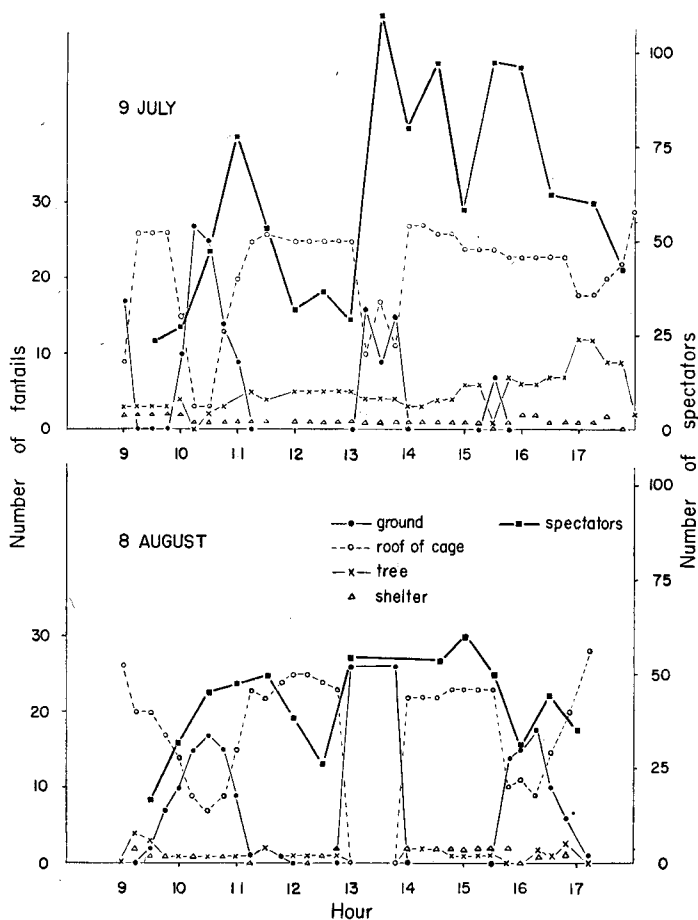 9 JULY
100
75
50
25
0
30
20
10
0
9 10 11 12 13 14 15 16 17
Number of fantails
Number of spectators
8 AUGUST
ground
roof of cage
tree
shelter
spectators
100
75
50
25
0
30
20
10
0
9 10 11 12 13 14 15 16 17
Hour